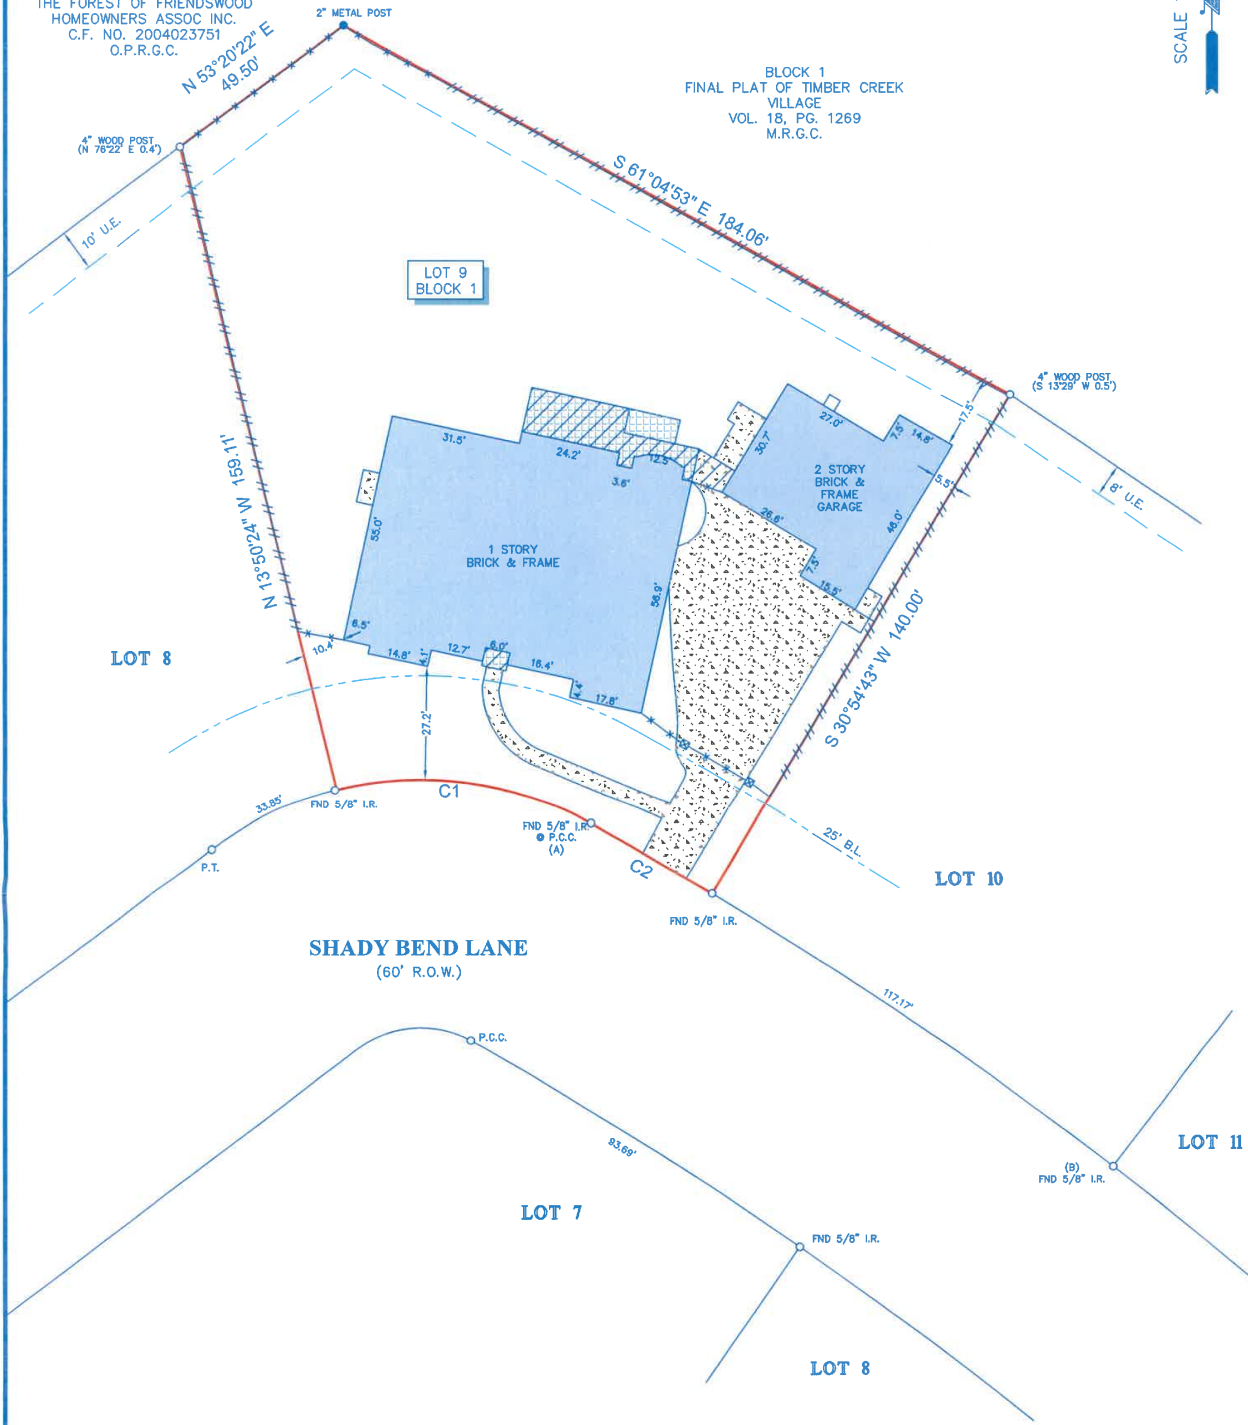 THE FOREST OF FRIENDSWOOD
HOMEOWNERS ASSOC INC.
C.F. NO. 2004023751
O.P.R.G.C.
2" METAL POST
SCALE
N 53°20'22" E
49.50'
BLOCK 1
FINAL PLAT OF TIMBER CREEK
VILLAGE
VOL. 18, PG. 1269
M.R.G.C.
4" WOOD POST
(N 76°22' E 0.4')
S 61°04'53" E 184.06'
10' U.E.
LOT 9
BLOCK 1
4" WOOD POST
(S 13°29' W 0.5')
17.5'
27.0'
7.5'
14.8'
30.7'
31.5'
24.2'
12.5'
3.6'
2 STORY
BRICK &
FRAME
GARAGE
5.5'
8' U.E.
N 13°50'24" W 159.11'
55.0'
26.6'
48.0'
1 STORY
BRICK & FRAME
7.5'
15.5'
56.9'
S 30°54'43" W 140.00'
6.5'
10.4'
LOT 8
14.8'
4.1'
12.7'
6.0'
16.4'
4.4'
17.8'
27.2'
C1
33.85'
FND 5/8" I.R.
FND 5/8" I.R.
P.C.C.
(A)
25' B.L.
P.T.
C2
LOT 10
FND 5/8" I.R.
SHADY BEND LANE
(60' R.O.W.)
117.17'
P.C.C.
93.69'
LOT 11
(B)
FND 5/8" I.R.
LOT 7
FND 5/8" I.R.
LOT 8